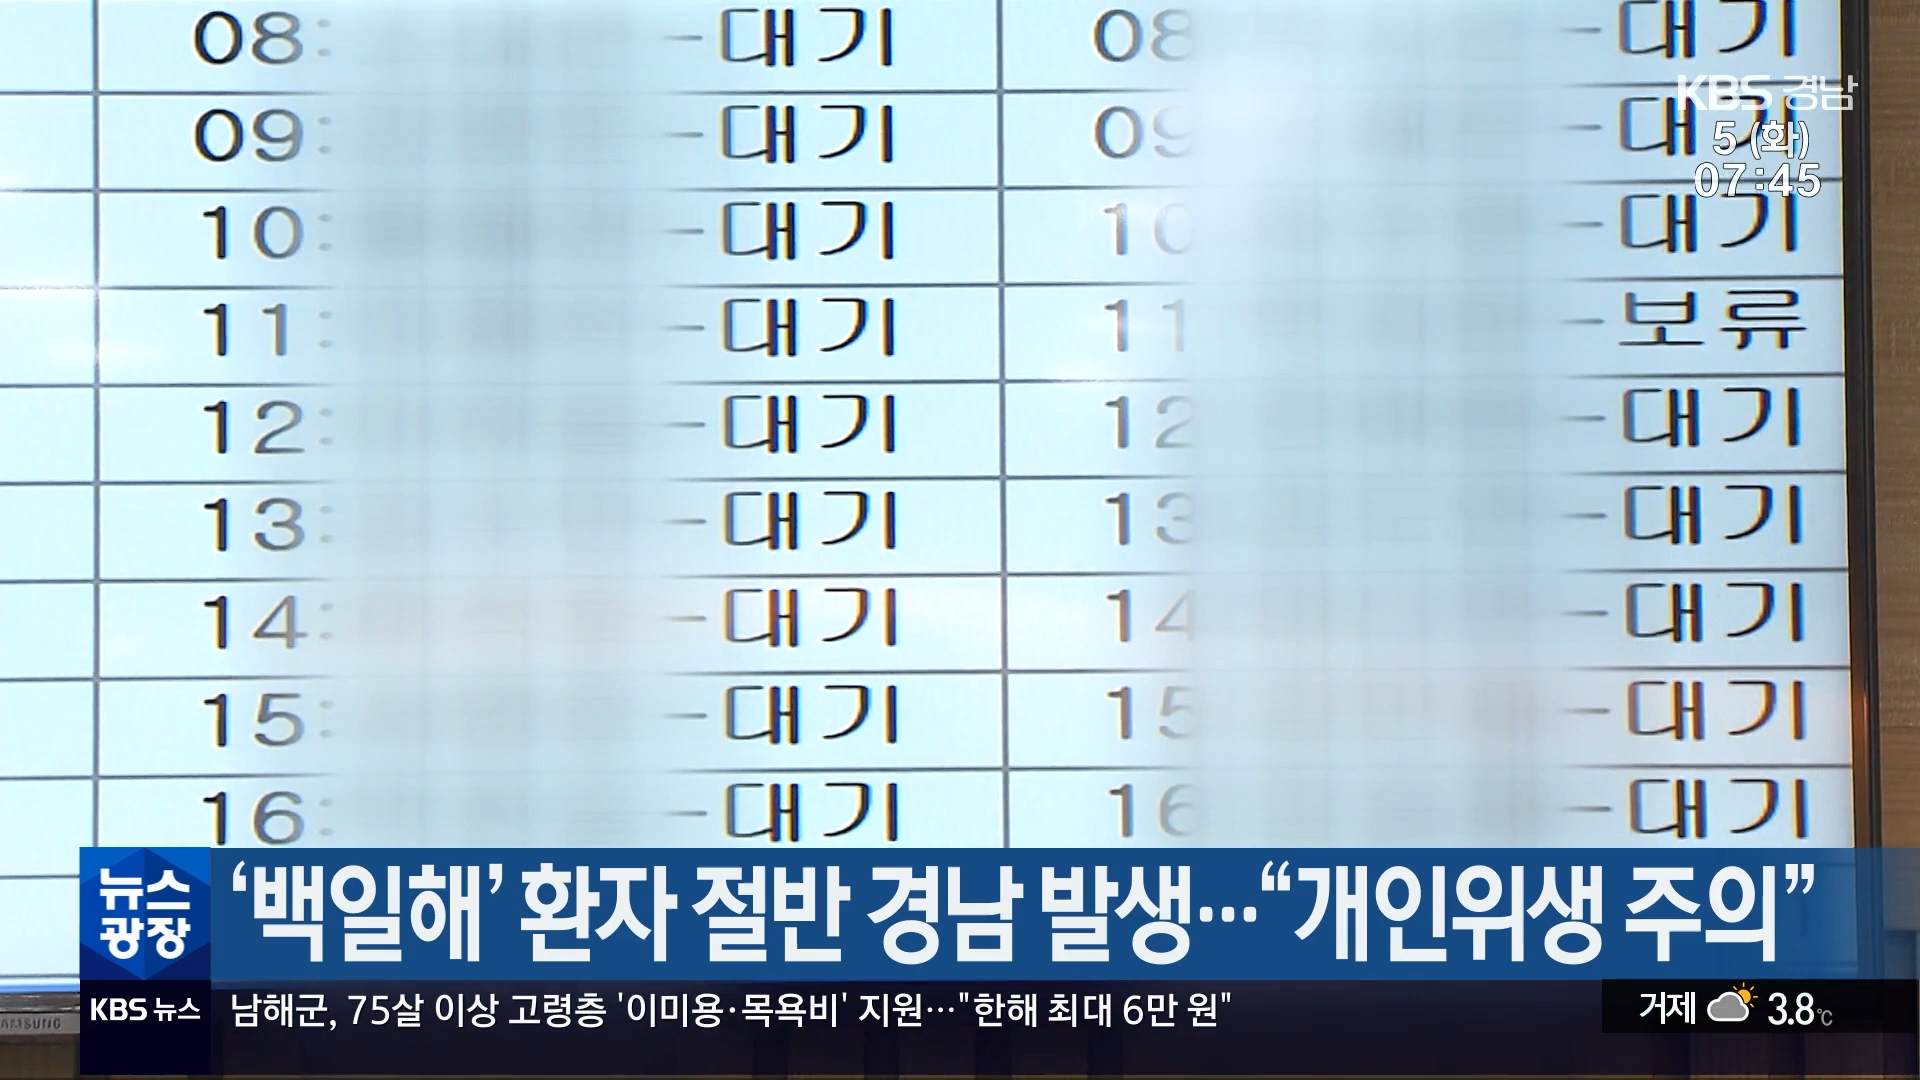 08: -대기 08 -대기
KBS 경남
09: -대기 09 -대기
5 (화)
07:45
10: -대기 10 -대기
11: -대기 11 -보류
12: -대기 12 -대기
13: -대기 13 -대기
14: -대기 14 -대기
15: -대기 15 -대기
16: -대기 16 -대기
뉴스
광장
‘백일해’ 환자 절반 경남 발생…“개인위생 주의”
KBS 뉴스
남해군, 75살 이상 고령층 '이미용·목욕비' 지원…"한해 최대 6만 원"
거제 3.8℃
SAMSUNG